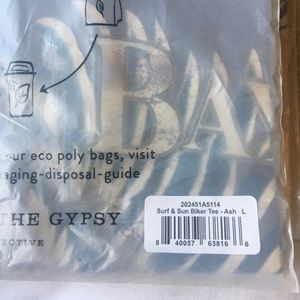 BA
our eco poly bags, visit
aging-disposal-guide
THE GYPSY
ECTIVE
202451A5114
Surf & Sun Biker Tee - Ash L
8 40057 63816 6